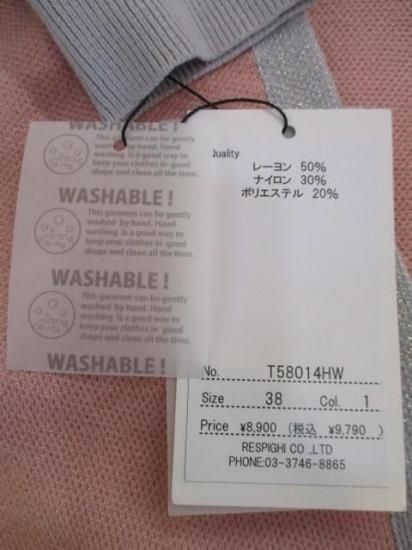 WASHABLE!
This garment can be gently
washed by hand. Hand
washing is a good way to
keep your clothes in good
shape and clean all the time.
WASHABLE!
This garment can be gently
washed by hand. Hand
washing is a good way to
keep your clothes in good
shape and clean all the time.
WASHABLE!
This garment can be gently
washed by hand. Hand
washing is a good way to
keep your clothes in good
shape and clean all the time.
WASHABLE!
Quality
レーヨン 50%
ナイロン 30%
ポリエステル 20%
No. T58014HW
Size 38 Col. 1
Price ¥8,900 (税込 ¥9,790 )
RESPIGHI CO .,LTD
PHONE:03-3746-8865